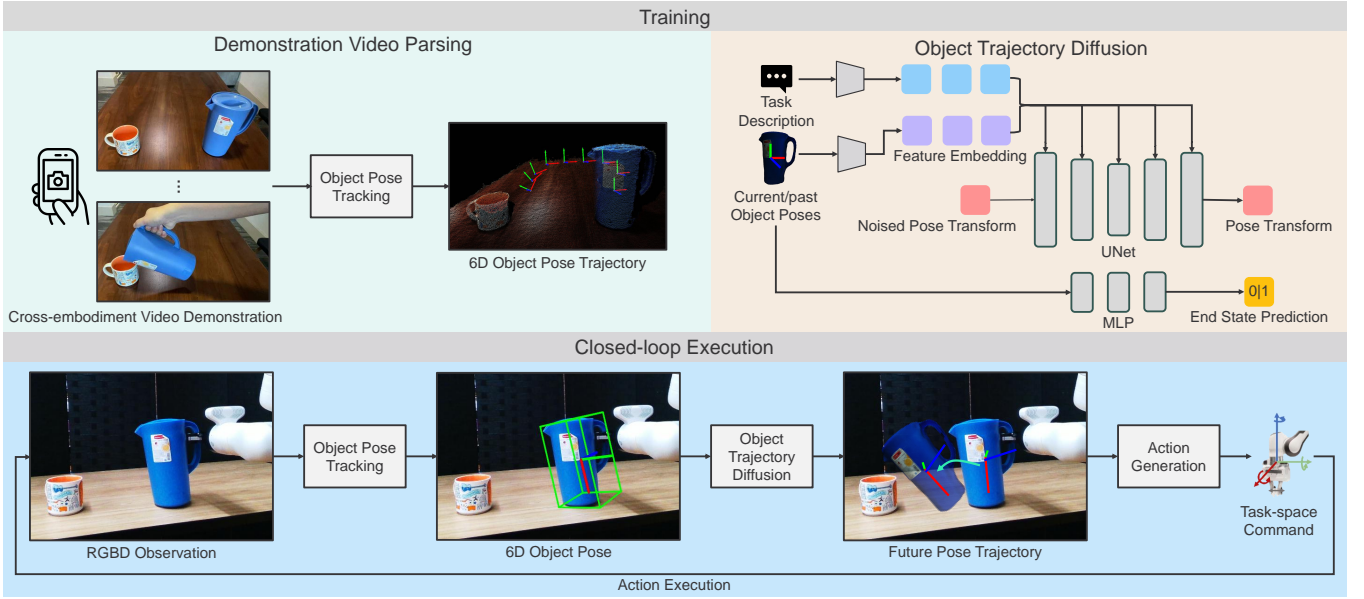 Training
Demonstration Video Parsing
Object Pose
Tracking
6D Object Pose Trajectory
Cross-embodiment Video Demonstration
Object Trajectory Diffusion
Task
Description
Feature Embedding
Current/past
Object Poses
Noised Pose Transform
UNet
Pose Transform
0|1
MLP
End State Prediction
Closed-loop Execution
RGBD Observation
Object Pose
Tracking
6D Object Pose
Object
Trajectory
Diffusion
Future Pose Trajectory
Action
Generation
Task-space
Command
Action Execution